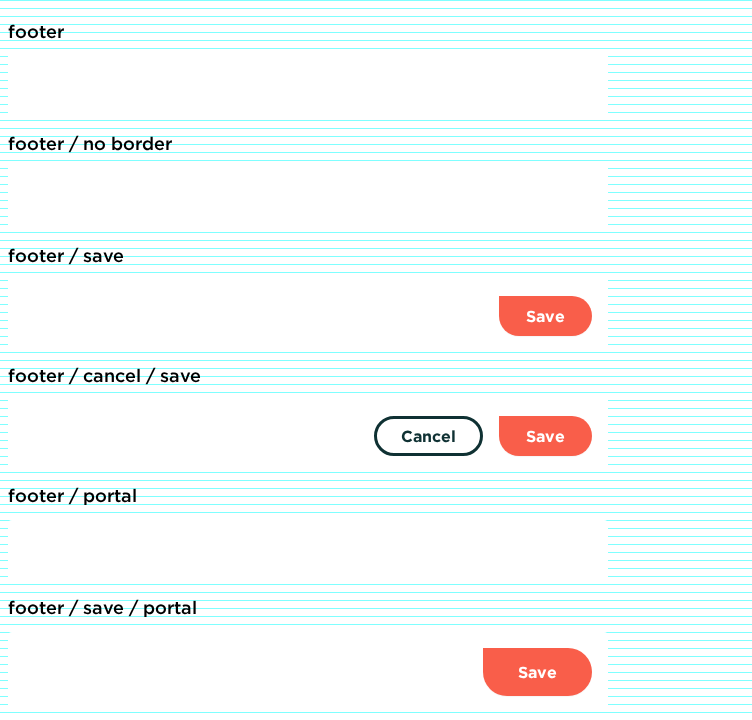 footer
footer / no border
footer / save
Save
footer / cancel / save
Cancel Save
footer / portal
footer / save / portal
Save